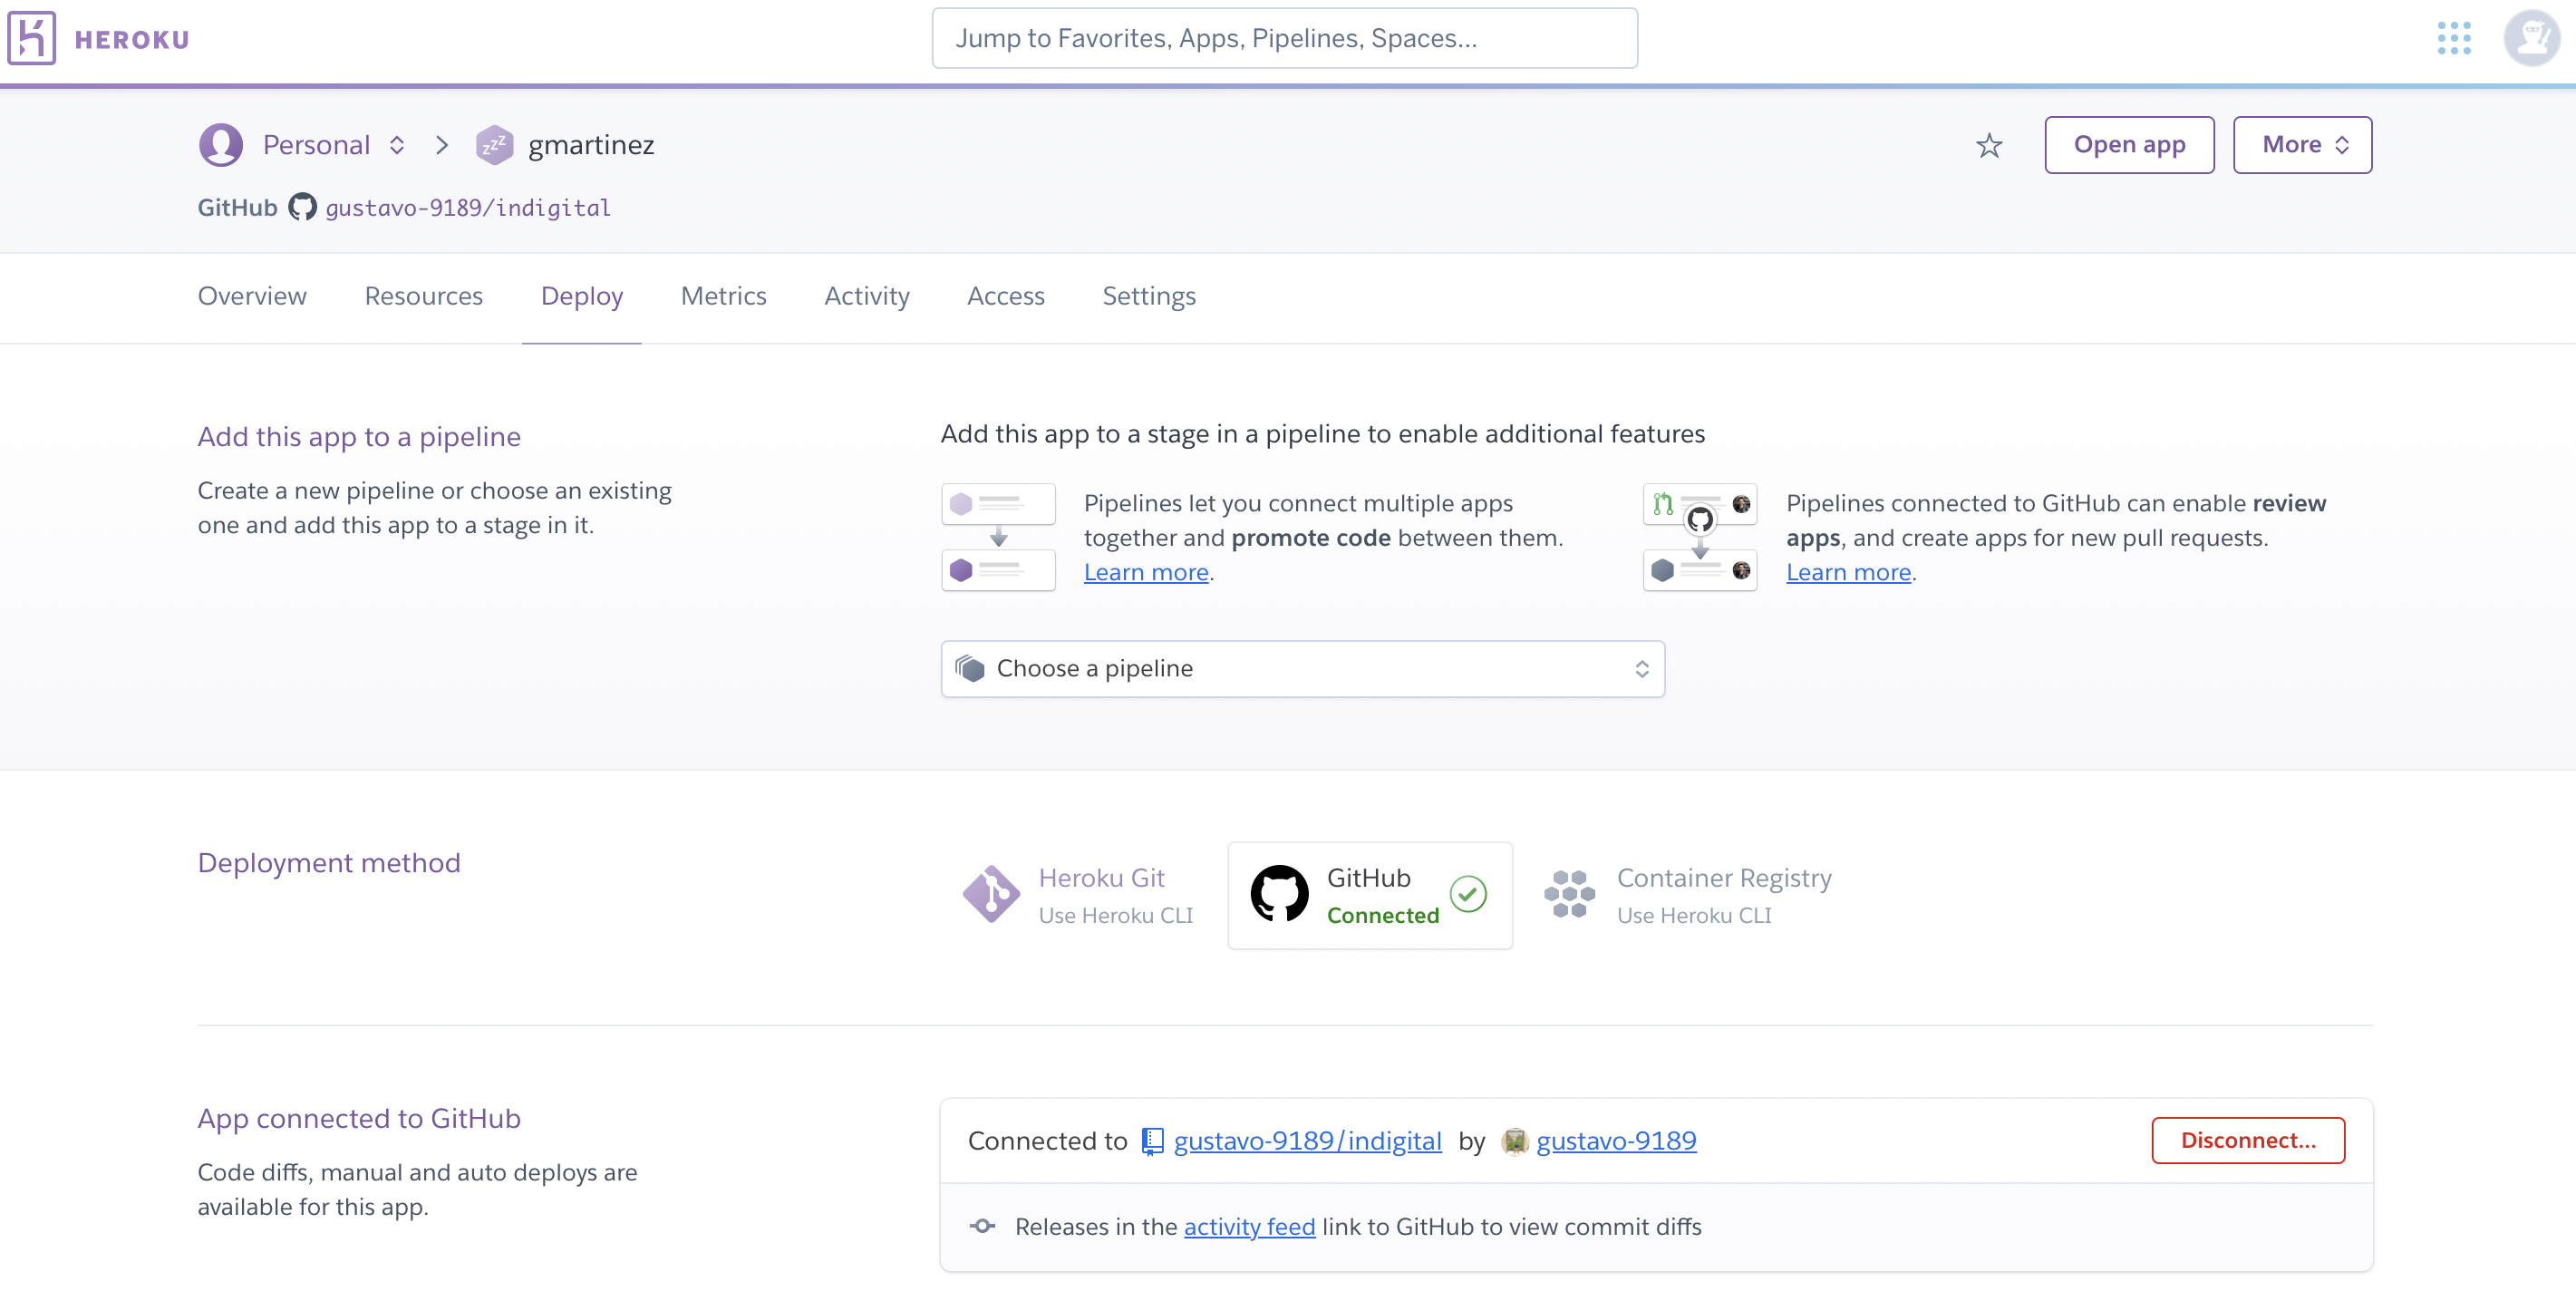 HEROKU
Jump to Favorites, Apps, Pipelines, Spaces...
Personal
zzz
gmartinez
Open app
More
GitHub gustavo-9189/indigital
Overview Resources Deploy Metrics Activity Access Settings
Add this app to a pipeline
Create a new pipeline or choose an existing
one and add this app to a stage in it.
Add this app to a stage in a pipeline to enable additional features
Pipelines let you connect multiple apps
together and promote code between them.
Learn more.
Pipelines connected to GitHub can enable review
apps, and create apps for new pull requests.
Learn more.
Choose a pipeline
Deployment method
Heroku Git
Use Heroku CLI
GitHub
Connected
Container Registry
Use Heroku CLI
App connected to GitHub
Code diffs, manual and auto deploys are
available for this app.
Connected to gustavo-9189/indigital by gustavo-9189
Disconnect...
Releases in the activity feed link to GitHub to view commit diffs